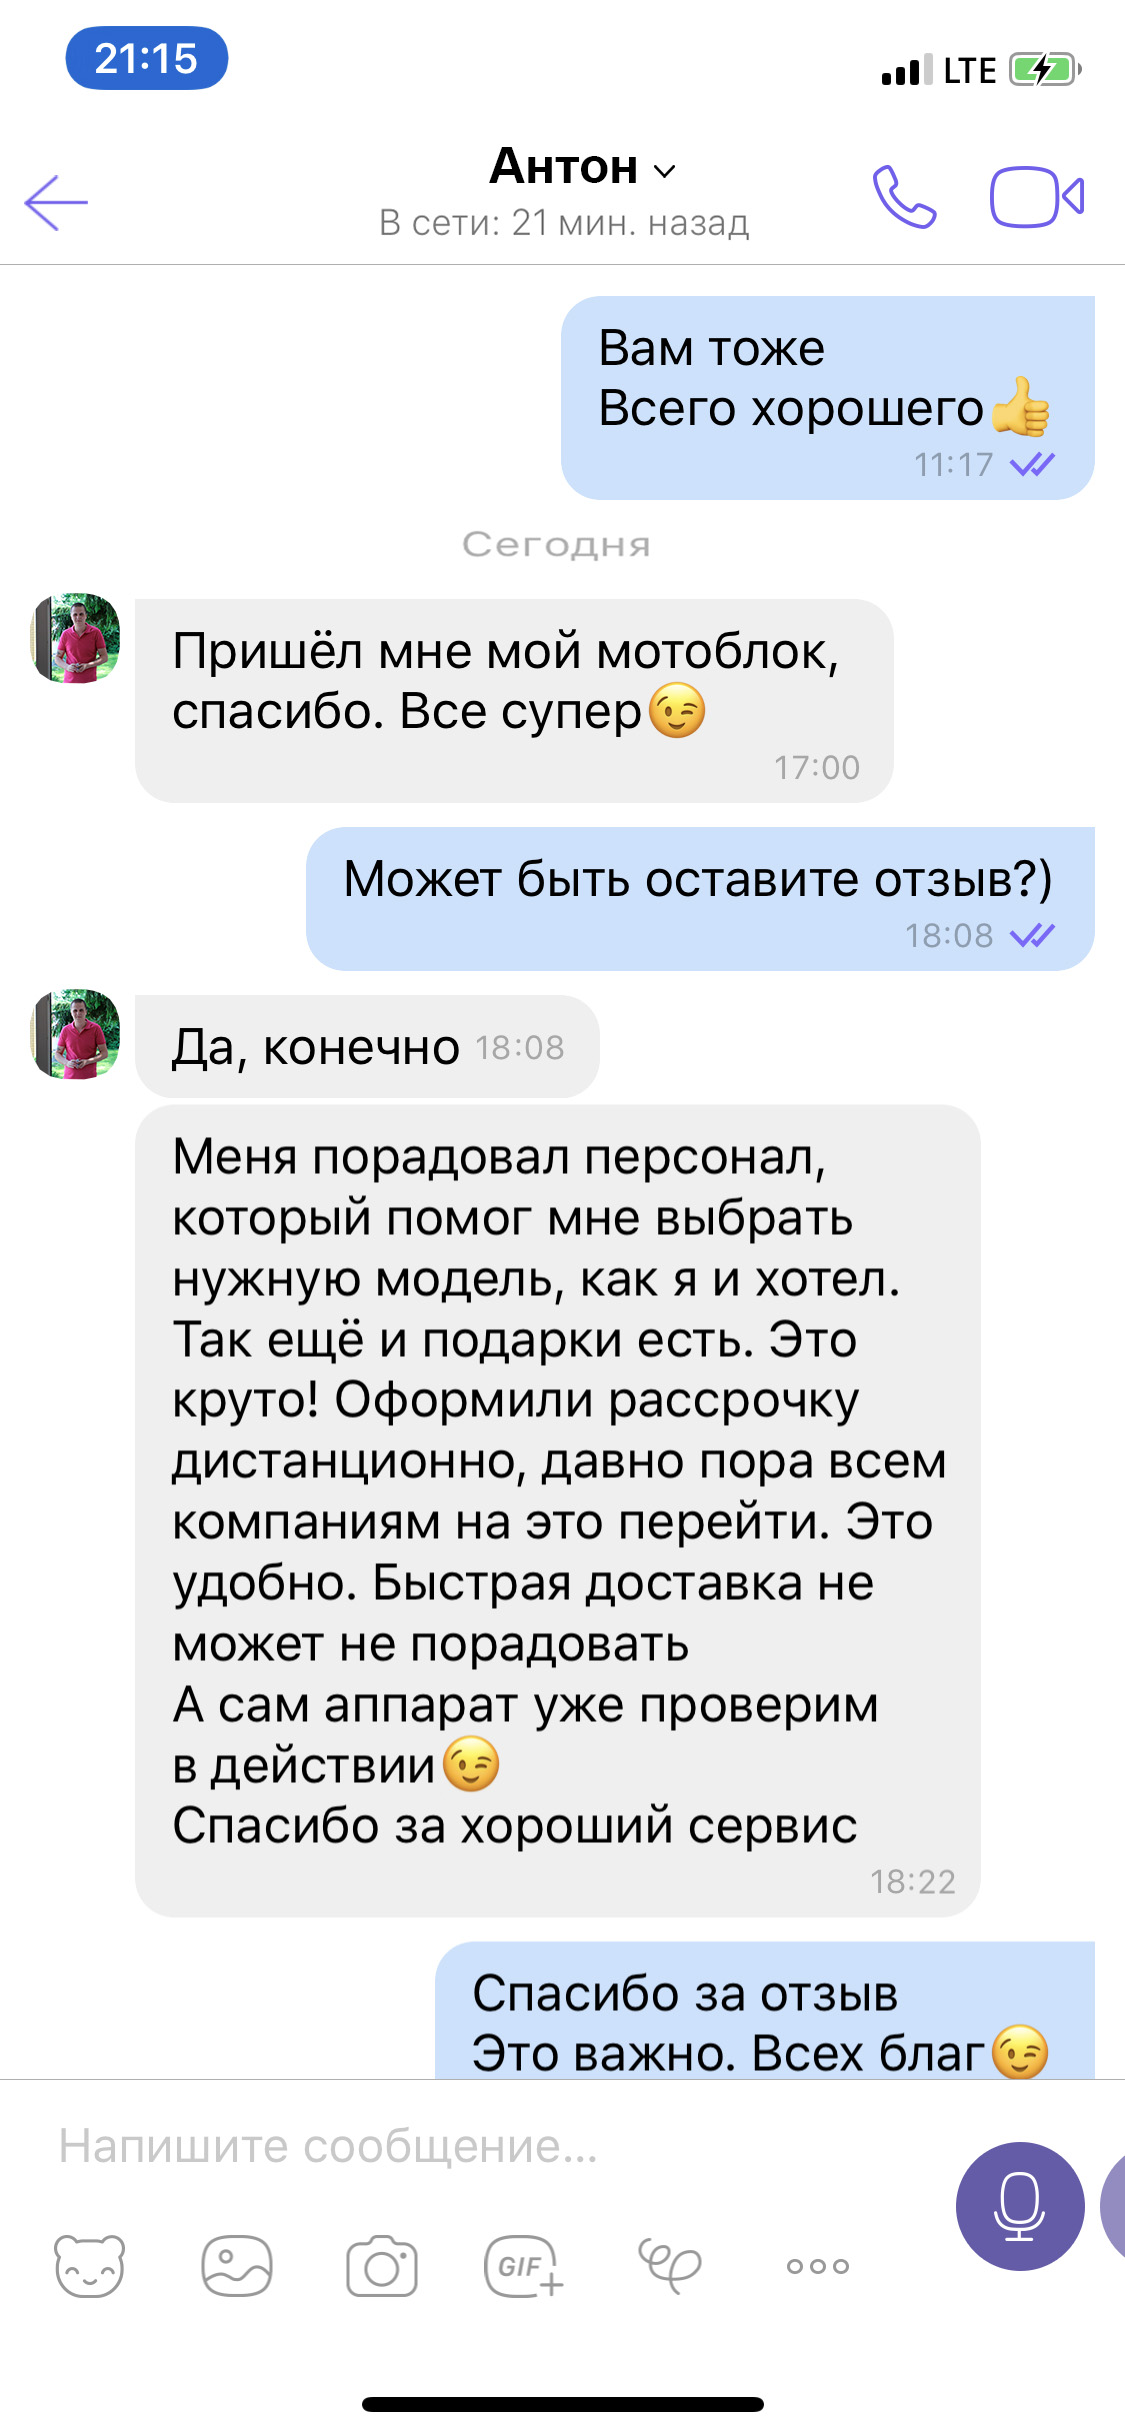 21:15
LTE
Антон
В сети: 21 мин. назад
Вам тоже
Всего хорошего👍
11:17
Сегодня
Пришёл мне мой мотоблок,
спасибо. Все супер😉
17:00
Может быть оставите отзыв?)
18:08
Да, конечно 18:08
Меня порадовал персонал,
который помог мне выбрать
нужную модель, как я и хотел.
Так ещё и подарки есть. Это
круто! Оформили рассрочку
дистанционно, давно пора всем
компаниям на это перейти. Это
удобно. Быстрая доставка не
может не порадовать
А сам аппарат уже проверим
в действии😉
Спасибо за хороший сервис
18:22
Спасибо за отзыв
Это важно. Всех благ😉
Напишите сообщение...
GIF